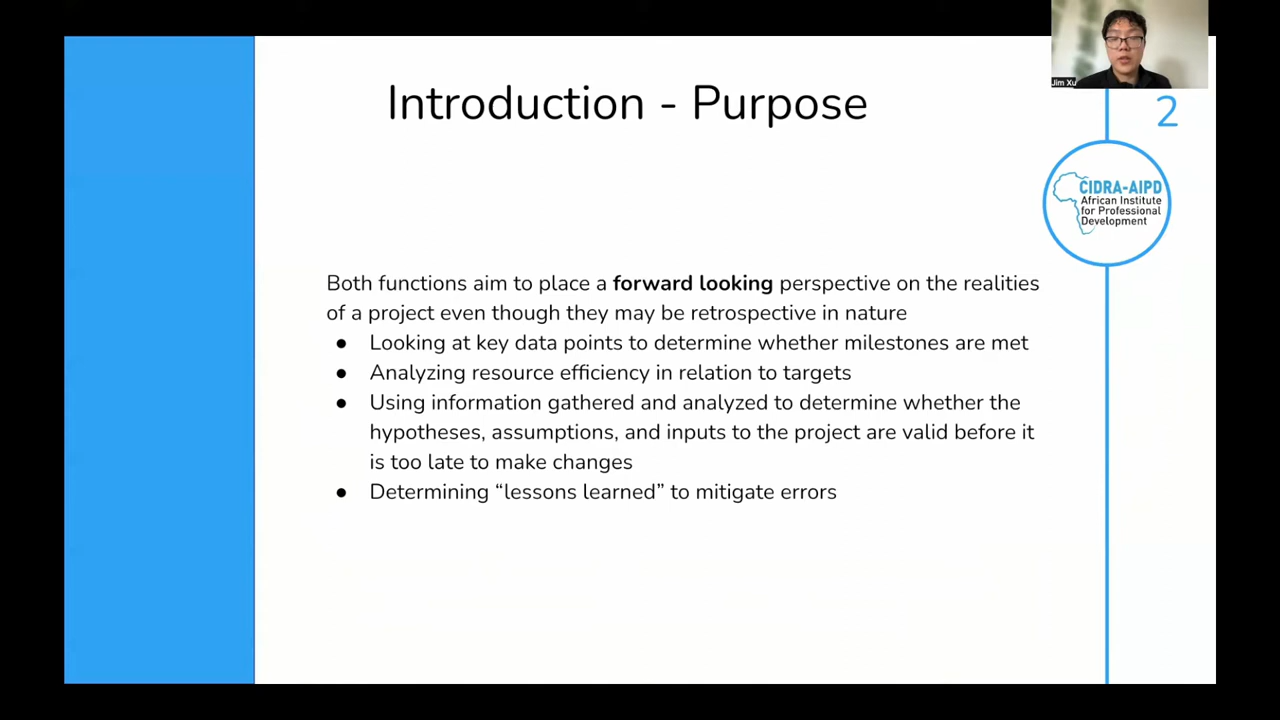 Introduction - Purpose
Jim Xu
2
CIDRA-AIPD
African Institute
for Professional
Development
Both functions aim to place a forward looking perspective on the realities
of a project even though they may be retrospective in nature
● Looking at key data points to determine whether milestones are met
● Analyzing resource efficiency in relation to targets
● Using information gathered and analyzed to determine whether the
hypotheses, assumptions, and inputs to the project are valid before it
is too late to make changes
● Determining “lessons learned” to mitigate errors